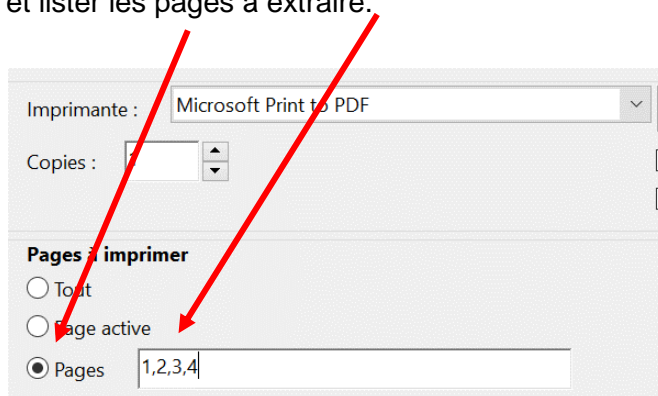 et lister les pages à extraire.
Imprimante : Microsoft Print to PDF
Copies :
Pages à imprimer
Tout
Page active
Pages 1,2,3,4